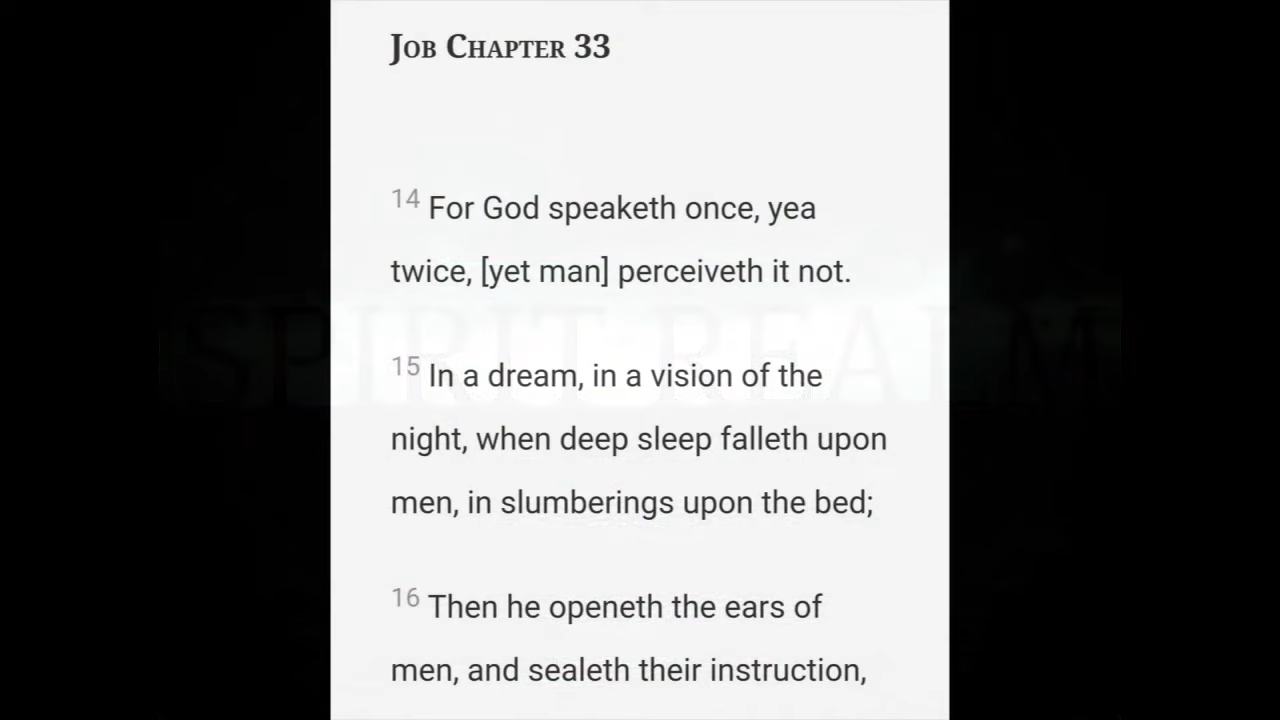 Job Chapter 33
14 For God speaketh once, yea
twice, [yet man] perceiveth it not.
SPIRIT REALM
15 In a dream, in a vision of the
night, when deep sleep falleth upon
men, in slumberings upon the bed;
16 Then he openeth the ears of
men, and sealeth their instruction,